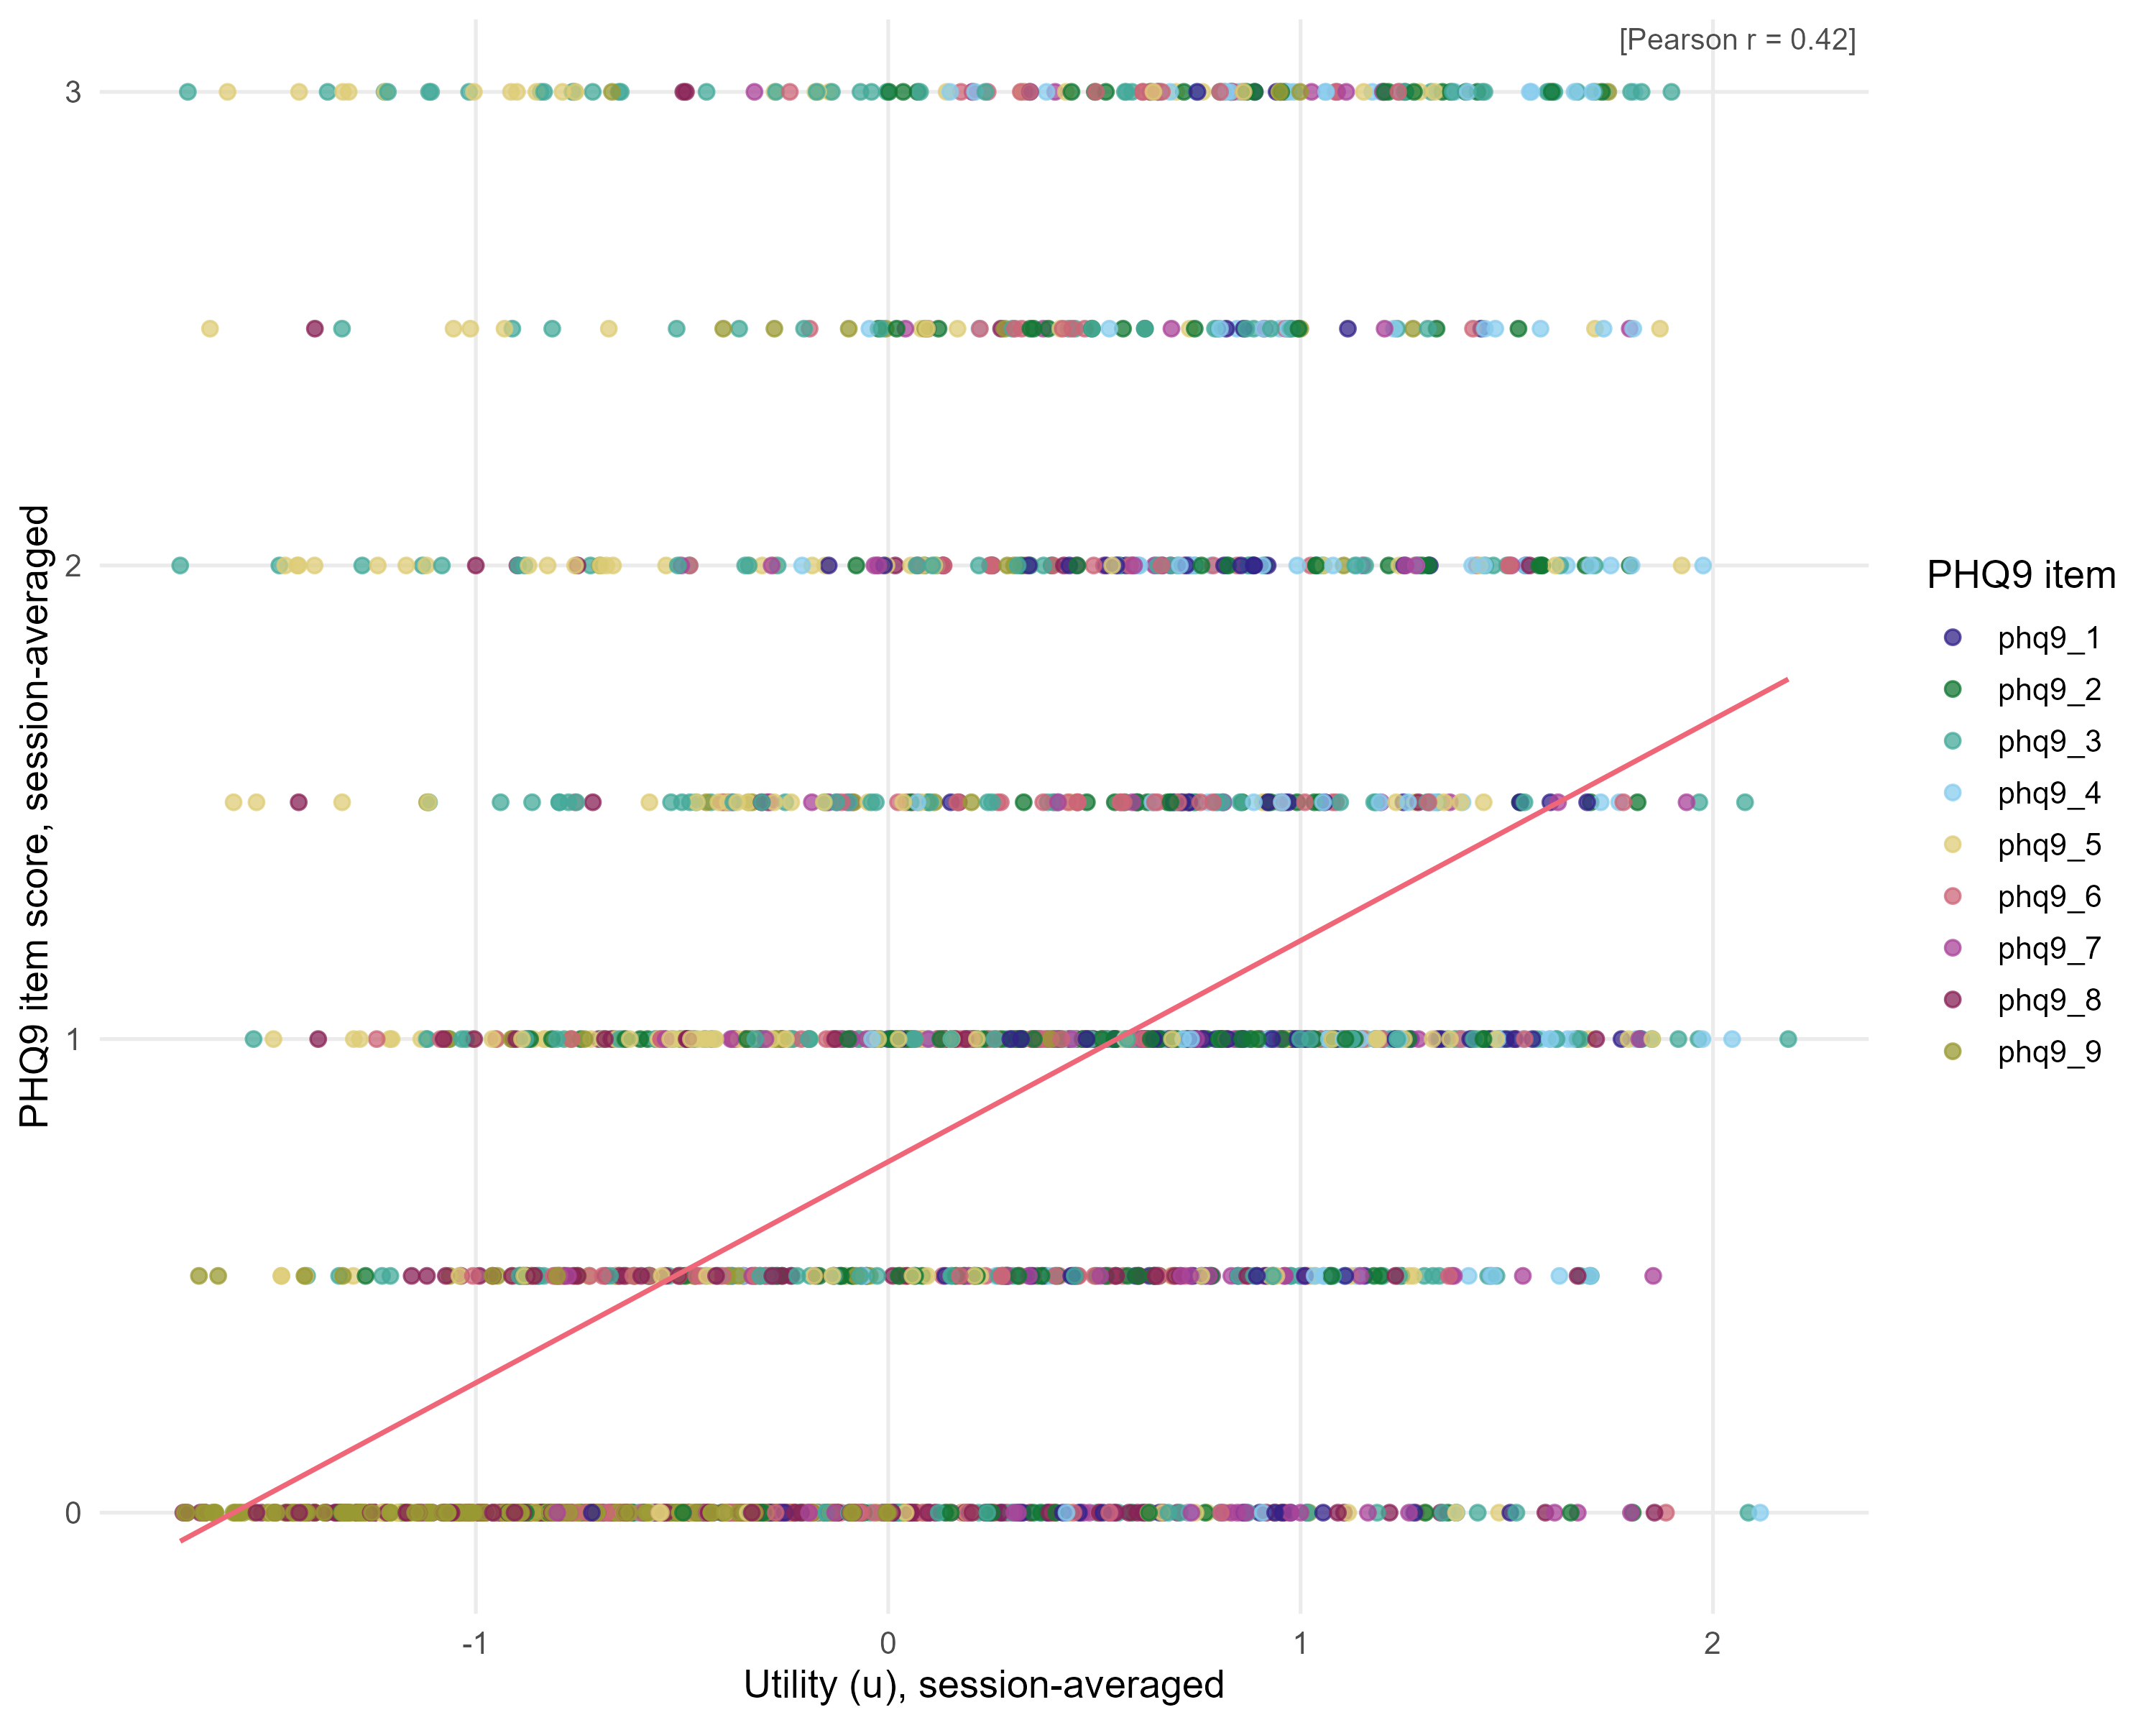 [Pearson r = 0.42]
3
2
1
0
PHQ9 item score, session-averaged
-1
0
1
2
Utility (u), session-averaged
PHQ9 item
phq9_1
phq9_2
phq9_3
phq9_4
phq9_5
phq9_6
phq9_7
phq9_8
phq9_9